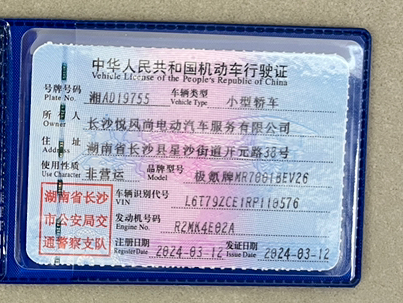 中华人民共和国机动车行驶证
Vehicle License of the People's Republic of China
号牌号码 Plate No. 湘AD19755 车辆类型 Vehicle Type 小型轿车
所有人 Owner 长沙悦风尚电动汽车服务有限公司
住址 Address 湖南省长沙县星沙街道开元路38号
使用性质 Use Character 非营运 品牌型号 Model 极氪牌MR7001BEV26
湖南省长沙市公安局交通警察支队
车辆识别代号 VIN L6T79ZCE1RP110576
发动机号码 Engine No. R2MK4E02A
注册日期 Register Date 2024-03-12 发证日期 Issue Date 2024-03-12